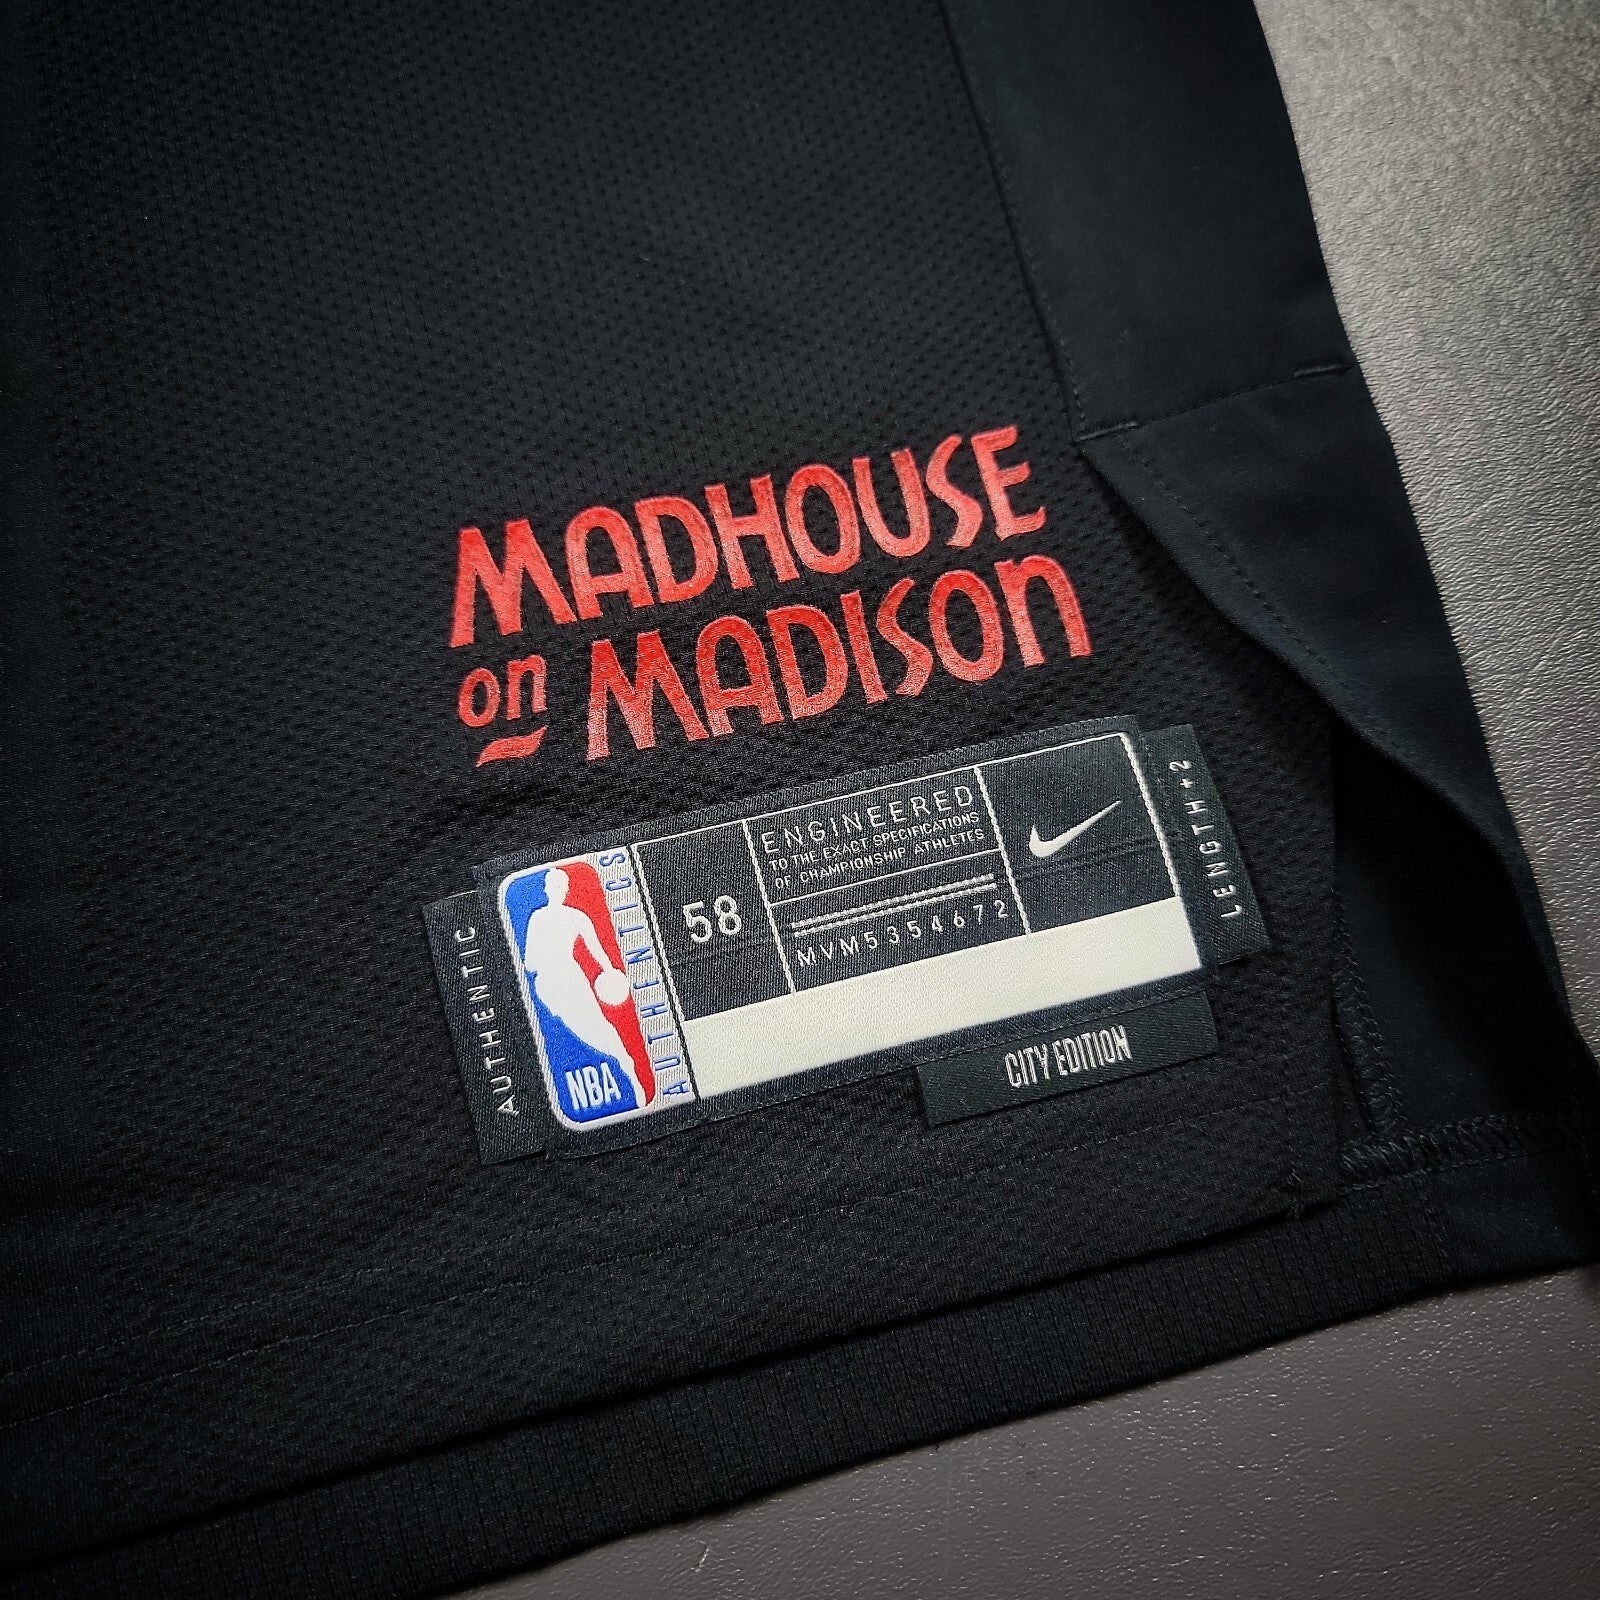 MADHOUSE
on MADISON
AUTHENTIC
NBA
AUTHENTICS
58
ENGINEERED
TO THE EXACT SPECIFICATIONS
OF CHAMPIONSHIP ATHLETES
MVM5354672
LENGTH +2
CITY EDITION